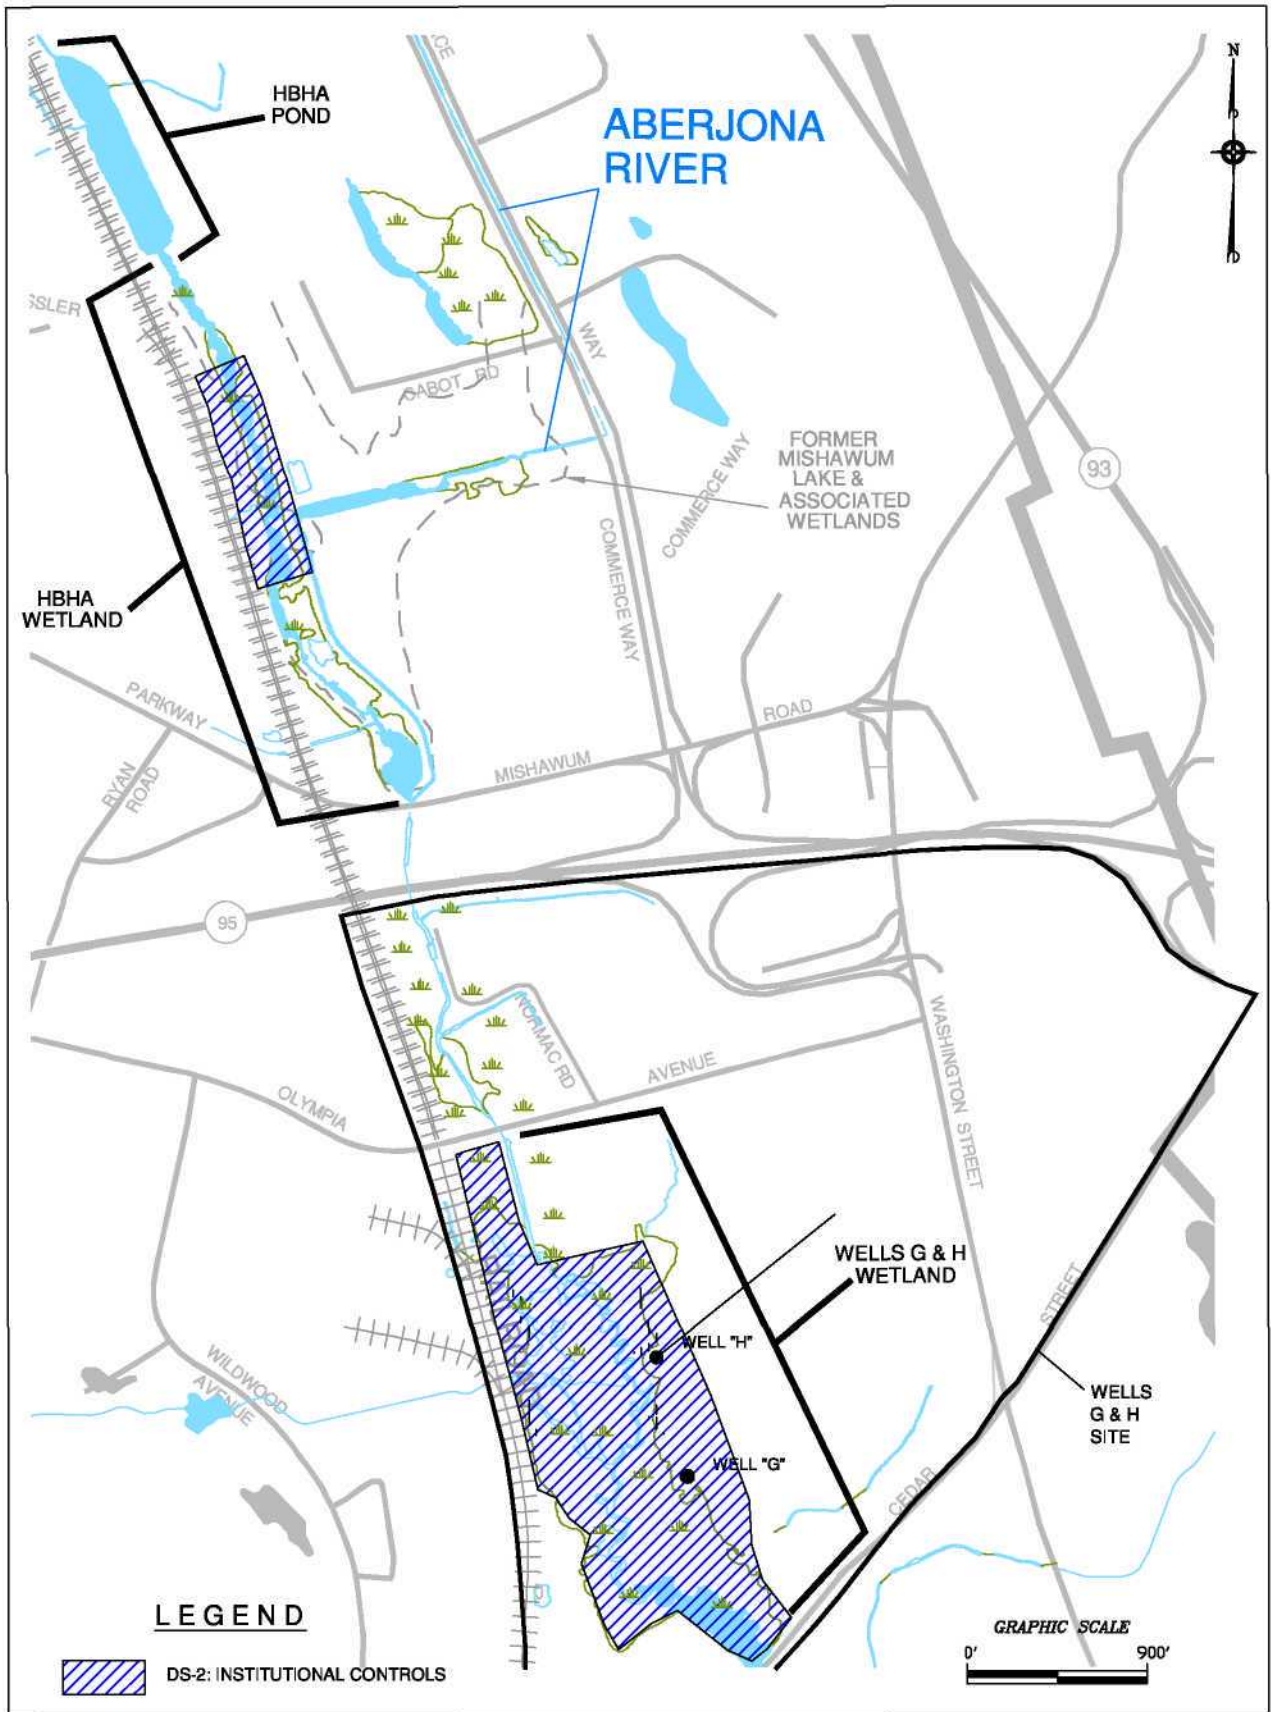 N
HBHA
POND
CE
ABERJONA
RIVER
SSLER
WAY
CABOT RD
FORMER
MISHAWUM
LAKE &
ASSOCIATED
WETLANDS
93
COMMERCE WAY
COMMERCE WAY
HBHA
WETLAND
PARKWAY
RYAN
ROAD
MISHAWUM
ROAD
95
NORMAC RD
WASHINGTON STREET
OLYMPIA
AVENUE
WELLS G & H
WETLAND
WELL "H"
STREET
WILDWOOD
AVENUE
WELLS
G & H
SITE
WELL "G"
CEDAR
LEGEND
DS-2: INSTITUTIONAL CONTROLS
GRAPHIC SCALE
0' 900'